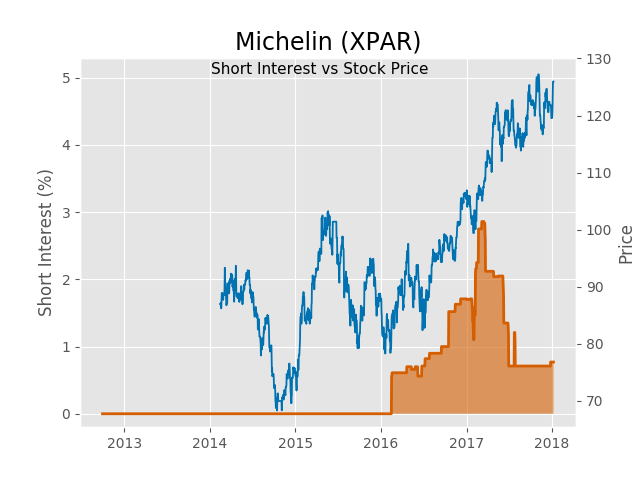 Michelin (XPAR)
Short Interest vs Stock Price
Short Interest (%)
5
4
3
2
1
0
130
120
110
100
90
80
70
Price
2013 2014 2015 2016 2017 2018